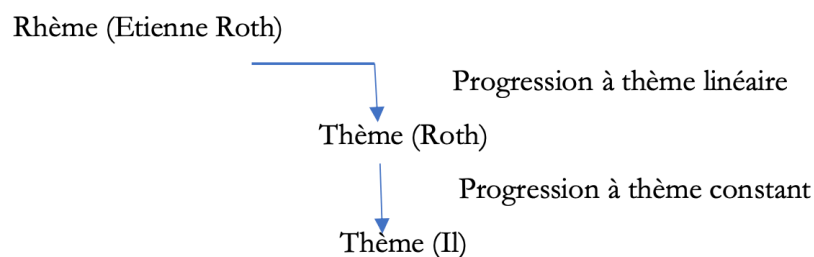 Rhème (Etienne Roth)
Progression à thème linéaire
Thème (Roth)
Progression à thème constant
Thème (Il)